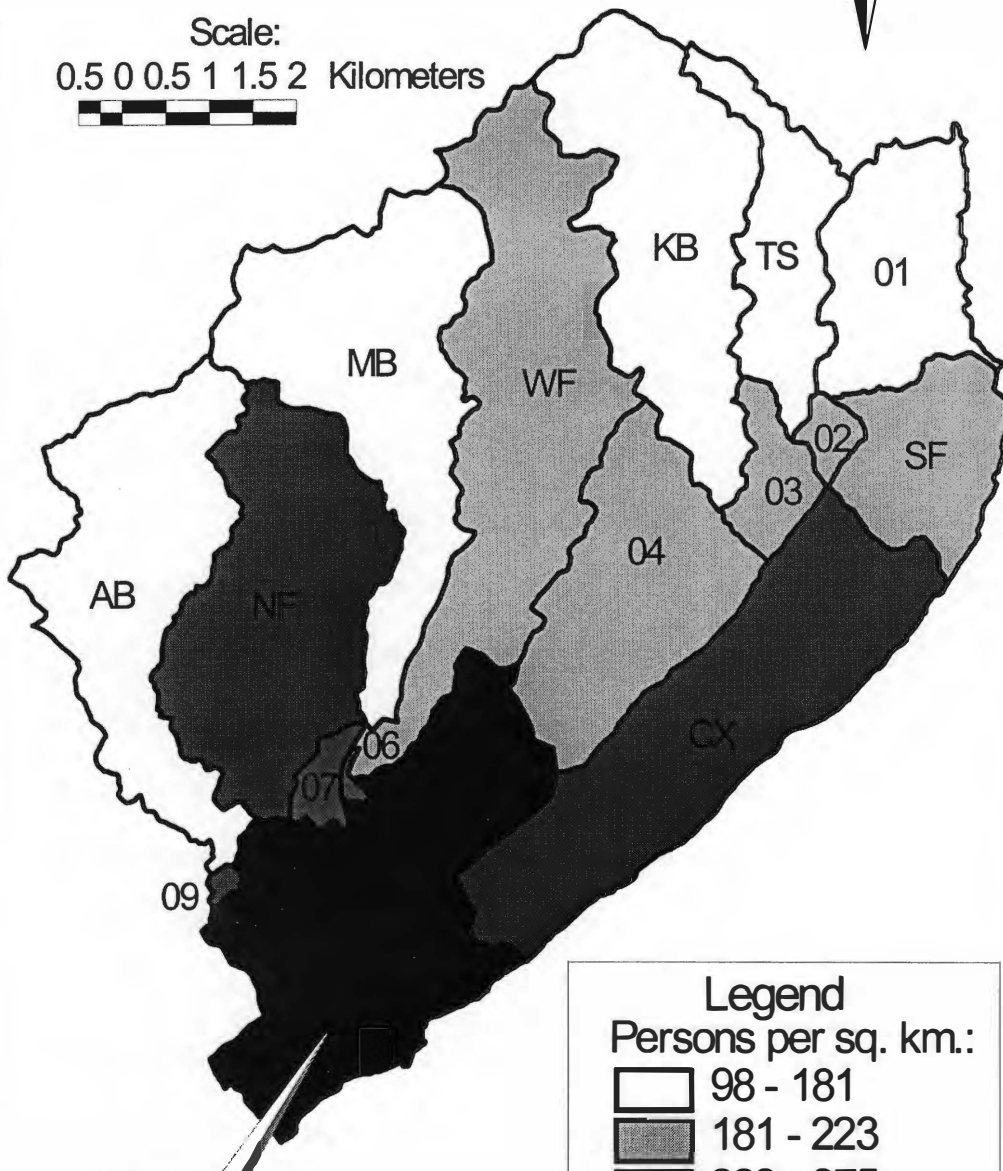 Scale:
0.5 0 0.5 1 1.5 2 Kilometers
KB
TS
01
MB
WF
02
SF
03
04
AB
NF
CX
06
07
09
Legend
Persons per sq. km.:
98 - 181
181 - 223